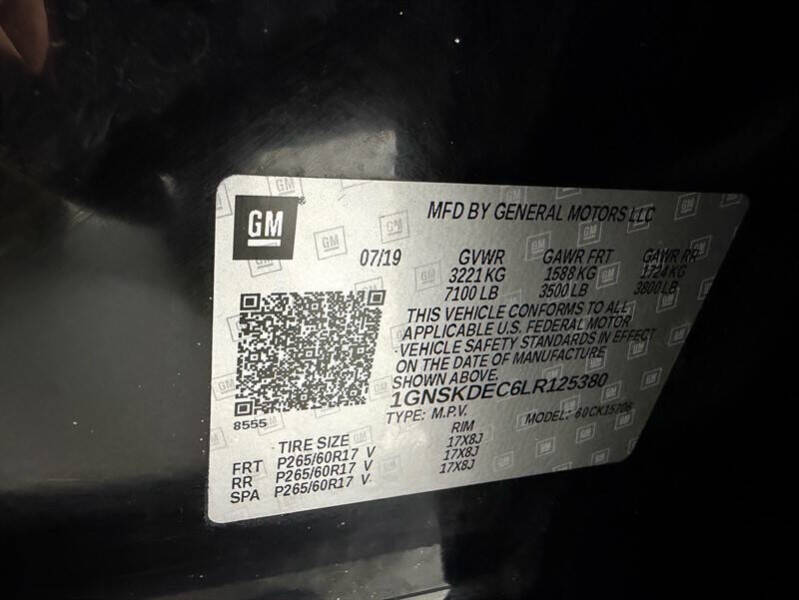 GM
MFD BY GENERAL MOTORS LLC
07/19 GVWR GAWR FRT GAWR RR
3221 KG 1588 KG 1724 KG
7100 LB 3500 LB 3800 LB
THIS VEHICLE CONFORMS TO ALL
APPLICABLE U.S. FEDERAL MOTOR
VEHICLE SAFETY STANDARDS IN EFFECT
ON THE DATE OF MANUFACTURE
SHOWN ABOVE.
1GNSKDEC6LR125380
8555
TYPE: M.P.V. MODEL: 60CK15706
TIRE SIZE RIM
FRT P265/60R17 V 17X8J
RR P265/60R17 V 17X8J
SPA P265/60R17 V 17X8J